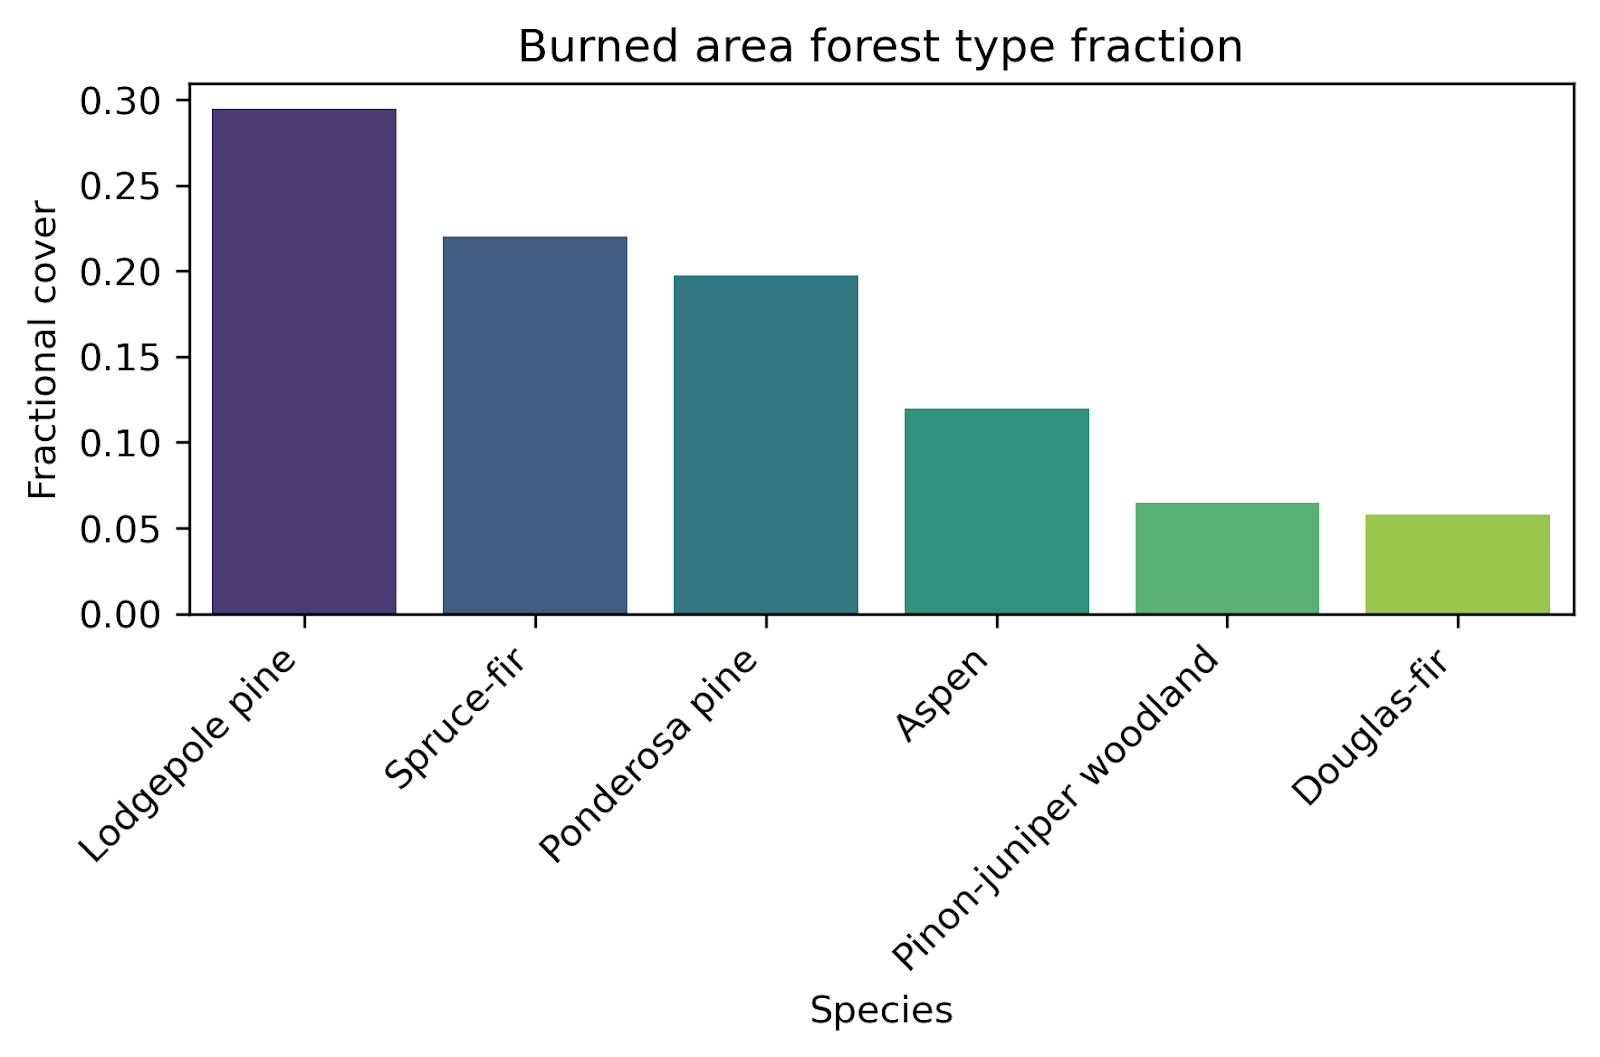 Burned area forest type fraction
0.30
0.25
0.20
0.15
0.10
0.05
0.00
Fractional cover
Lodgepole pine
Spruce-fir
Ponderosa pine
Aspen
Pinon-juniper woodland
Douglas-fir
Species